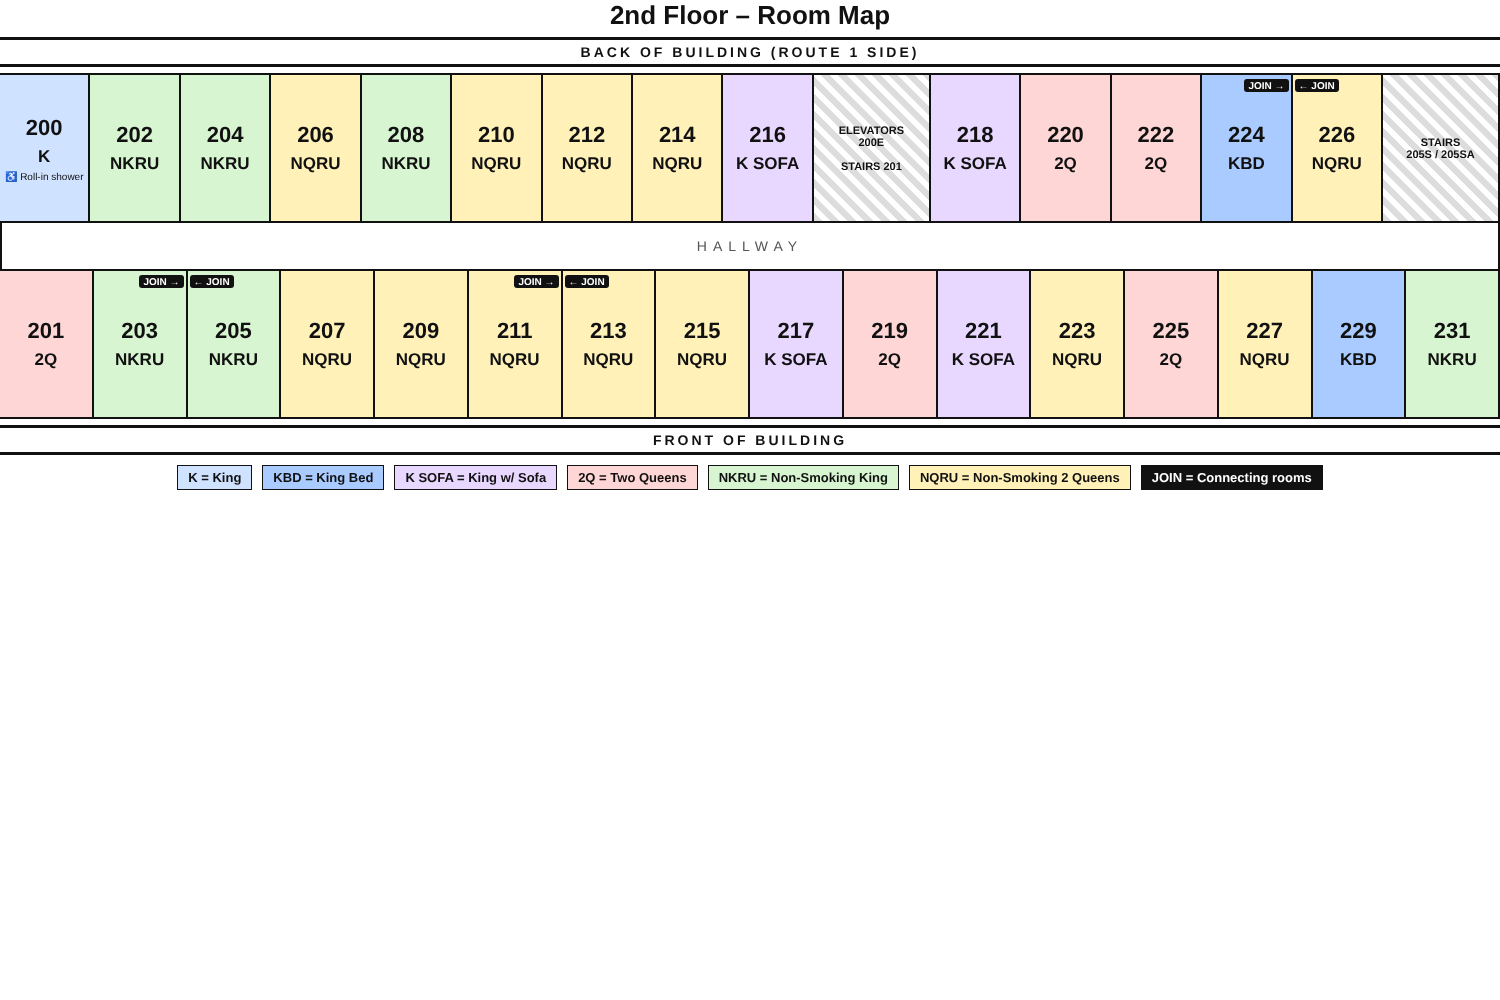 2nd Floor – Room Map
BACK OF BUILDING (ROUTE 1 SIDE)
JOIN → ← JOIN
200 202 204 206 208 210 212 214 216 ELEVATORS 200E STAIRS 201 218 220 222 224 226 STAIRS 205S / 205SA
K NKRU NKRU NQRU NKRU NQRU NQRU NQRU K SOFA K SOFA 2Q 2Q KBD NQRU
♿ Roll-in shower
HALLWAY
JOIN → ← JOIN JOIN → ← JOIN
201 203 205 207 209 211 213 215 217 219 221 223 225 227 229 231
2Q NKRU NKRU NQRU NQRU NQRU NQRU NQRU K SOFA 2Q K SOFA NQRU 2Q NQRU KBD NKRU
FRONT OF BUILDING
K = King KBD = King Bed K SOFA = King w/ Sofa 2Q = Two Queens NKRU = Non-Smoking King NQRU = Non-Smoking 2 Queens JOIN = Connecting rooms